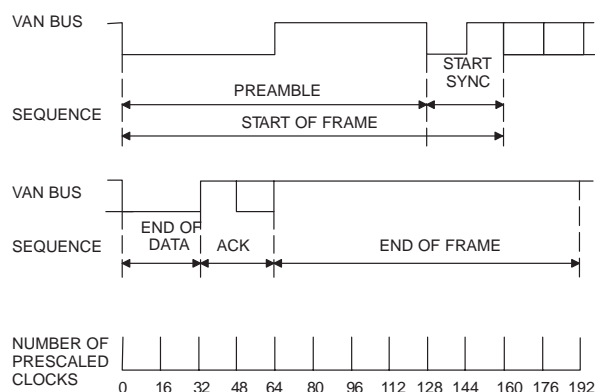 VAN BUS
START
SYNC
PREAMBLE
SEQUENCE
START OF FRAME
VAN BUS
END OF
DATA
ACK
END OF FRAME
SEQUENCE
NUMBER OF
PRESCALED
CLOCKS
0 16 32 48 64 80 96 112 128 144 160 176 192